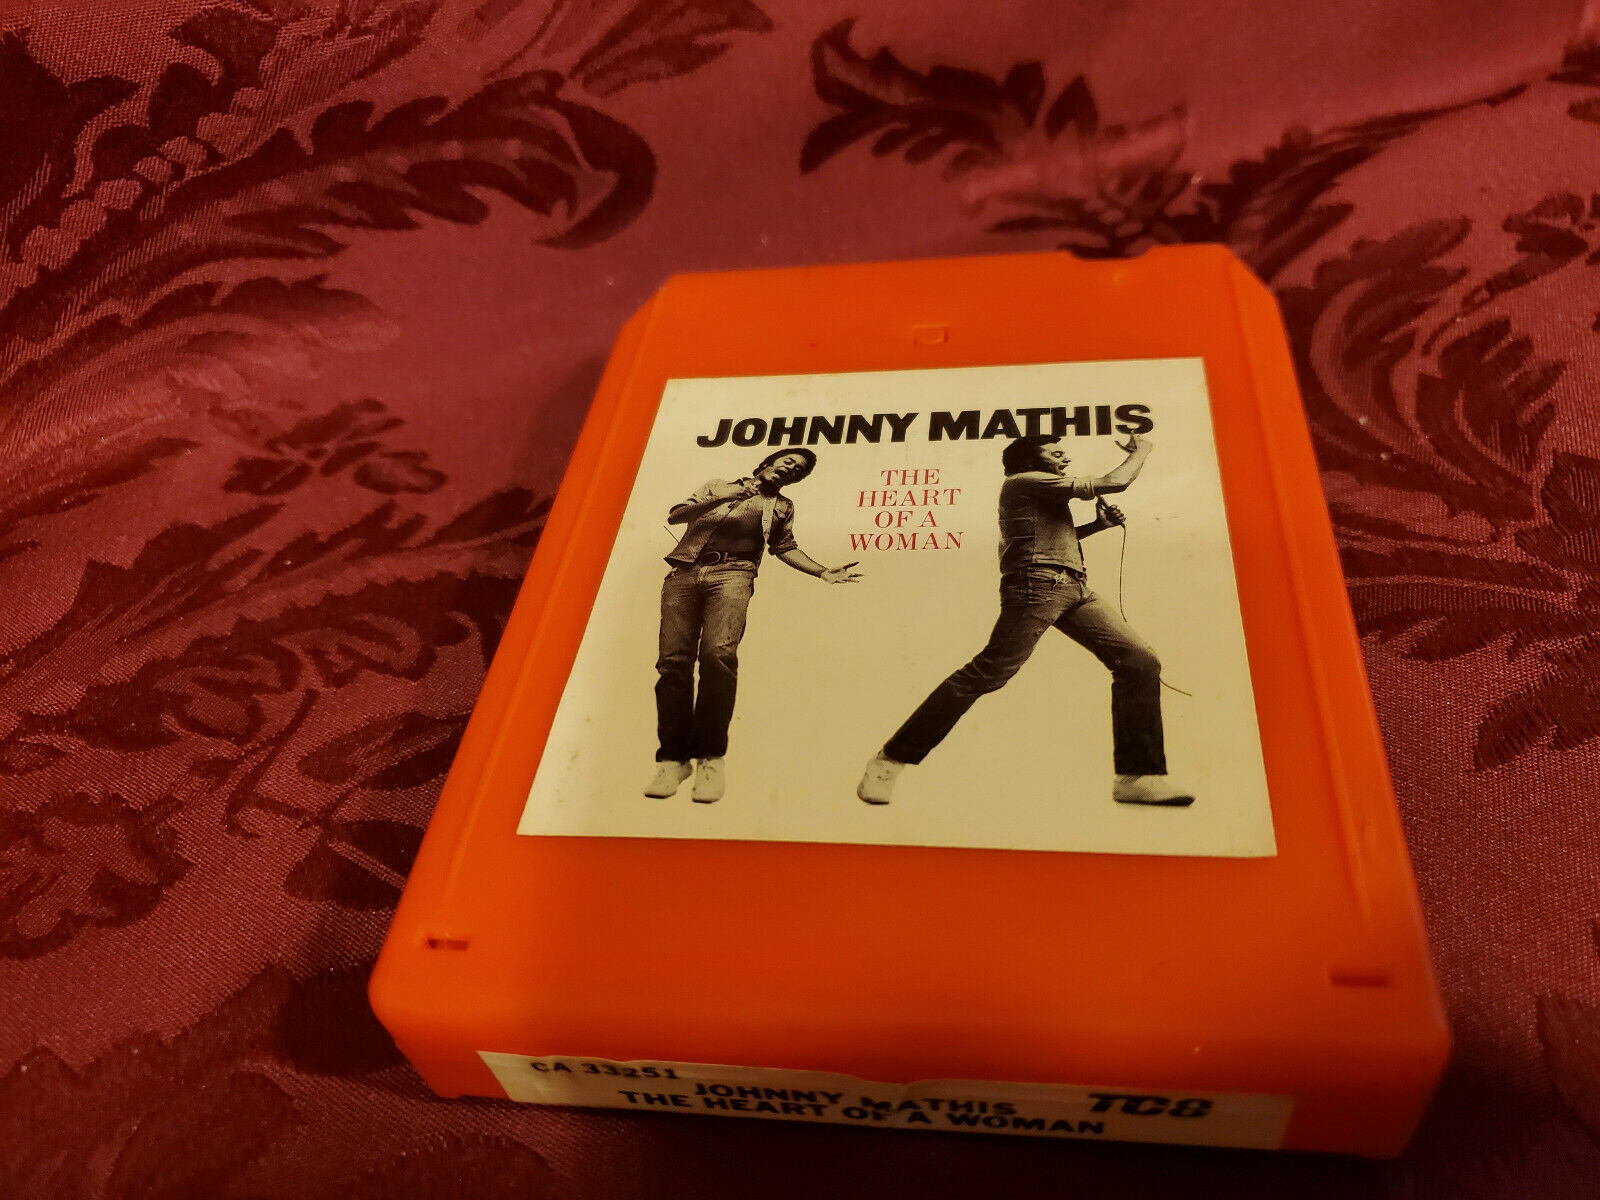 JOHNNY MATHIS
THE
HEART
OF A
WOMAN
CA 33251
JOHNNY MATHIS
TC8
THE HEART OF A WOMAN